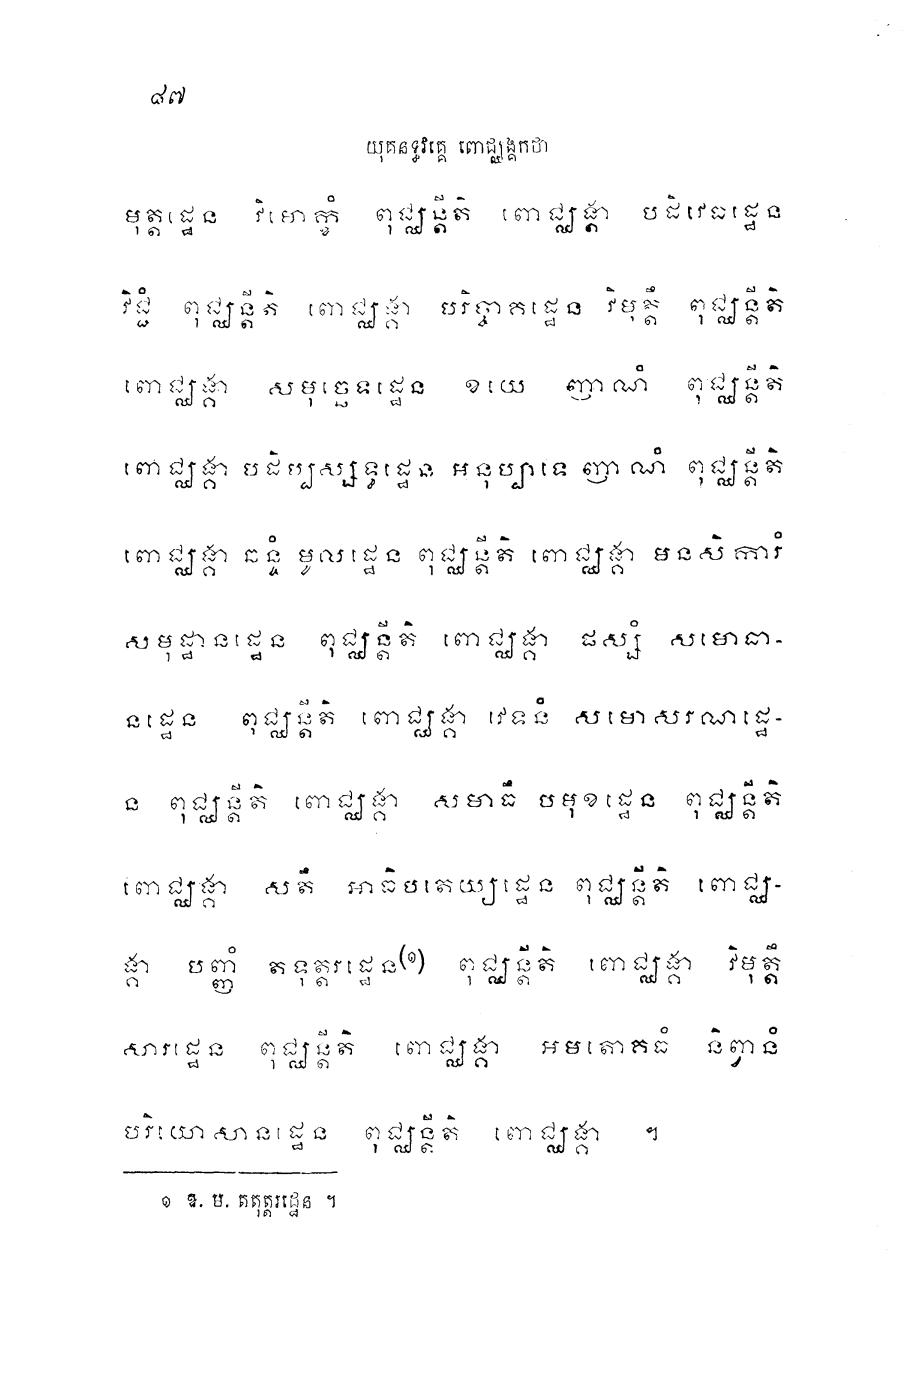 ៨៧
យុគនទ្ធវគ្គេ ពោជ្ឈង្គកថា
មុត្តដ្ឋេន វិមោក្ខំ ពុជ្ឈន្តីតិ ពោជ្ឈង្គា បដិវេធដ្ឋេន
វិជ្ជំ ពុជ្ឈន្តីតិ ពោជ្ឈង្គា បរិច្ចាគដ្ឋេន វិមុត្តឹ ពុជ្ឈន្តីតិ
ពោជ្ឈង្គា សមុច្ឆេទដ្ឋេន ខយេ ញាណំ ពុជ្ឈន្តីតិ
ពោជ្ឈង្គា បដិប្បស្សទ្ធដ្ឋេន អនុប្បាទេ ញាណំ ពុជ្ឈន្តីតិ
ពោជ្ឈង្គា ឆន្ទំ មូលដ្ឋេន ពុជ្ឈន្តីតិ ពោជ្ឈង្គា មនសិការំ
សមុដ្ឋានដ្ឋេន ពុជ្ឈន្តីតិ ពោជ្ឈង្គា ផស្សំ សមោធា-
នដ្ឋេន ពុជ្ឈន្តីតិ ពោជ្ឈង្គា វេទនំ សមោសរណដ្ឋេ-
ន ពុជ្ឈន្តីតិ ពោជ្ឈង្គា សមាធឹ បមុខដ្ឋេន ពុជ្ឈន្តីតិ
ពោជ្ឈង្គា សតឹ អាធិបតេយ្យដ្ឋេន ពុជ្ឈន្តីតិ ពោជ្ឈ-
ង្គា បញ្ញំ តទុត្តរដ្ឋេន(១) ពុជ្ឈន្តីតិ ពោជ្ឈង្គា វិមុត្តឹ
សារដ្ឋេន ពុជ្ឈន្តីតិ ពោជ្ឈង្គា អមតោគធំ និព្វានំ
បរិយោសានដ្ឋេន ពុជ្ឈន្តីតិ ពោជ្ឈង្គា ។
១ ឱ. ម. តតុត្តរដ្ឋេន ។